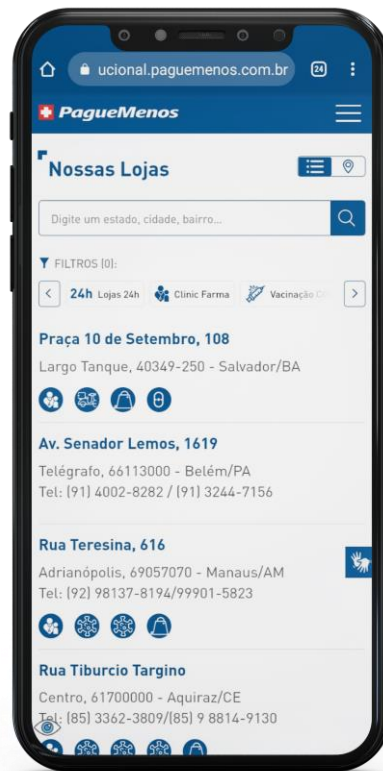 ucional.paguemenos.com.br
24
PagueMenos
Nossas Lojas
Digite um estado, cidade, bairro...
FILTROS (0):
24h Lojas 24h Clinic Farma Vacinação
Praça 10 de Setembro, 108
Largo Tanque, 40349-250 - Salvador/BA
Av. Senador Lemos, 1619
Telégrafo, 66113000 - Belém/PA
Tel: (91) 4002-8282 / (91) 3244-7156
Rua Teresina, 616
Adrianópolis, 69057070 - Manaus/AM
Tel: (92) 98137-8194/99901-5823
Rua Tiburcio Targino
Centro, 61700000 - Aquiraz/CE
Tel: (85) 3362-3809/(85) 9 8814-9130